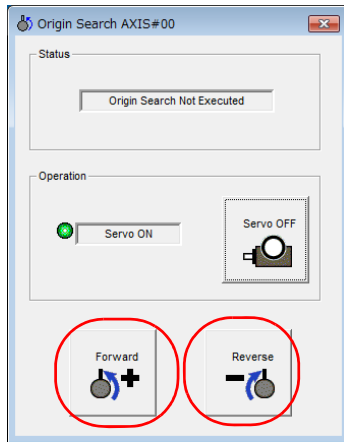 Origin Search AXIS#00
Status
Origin Search Not Executed
Operation
Servo ON
Servo OFF
Forward
Reverse